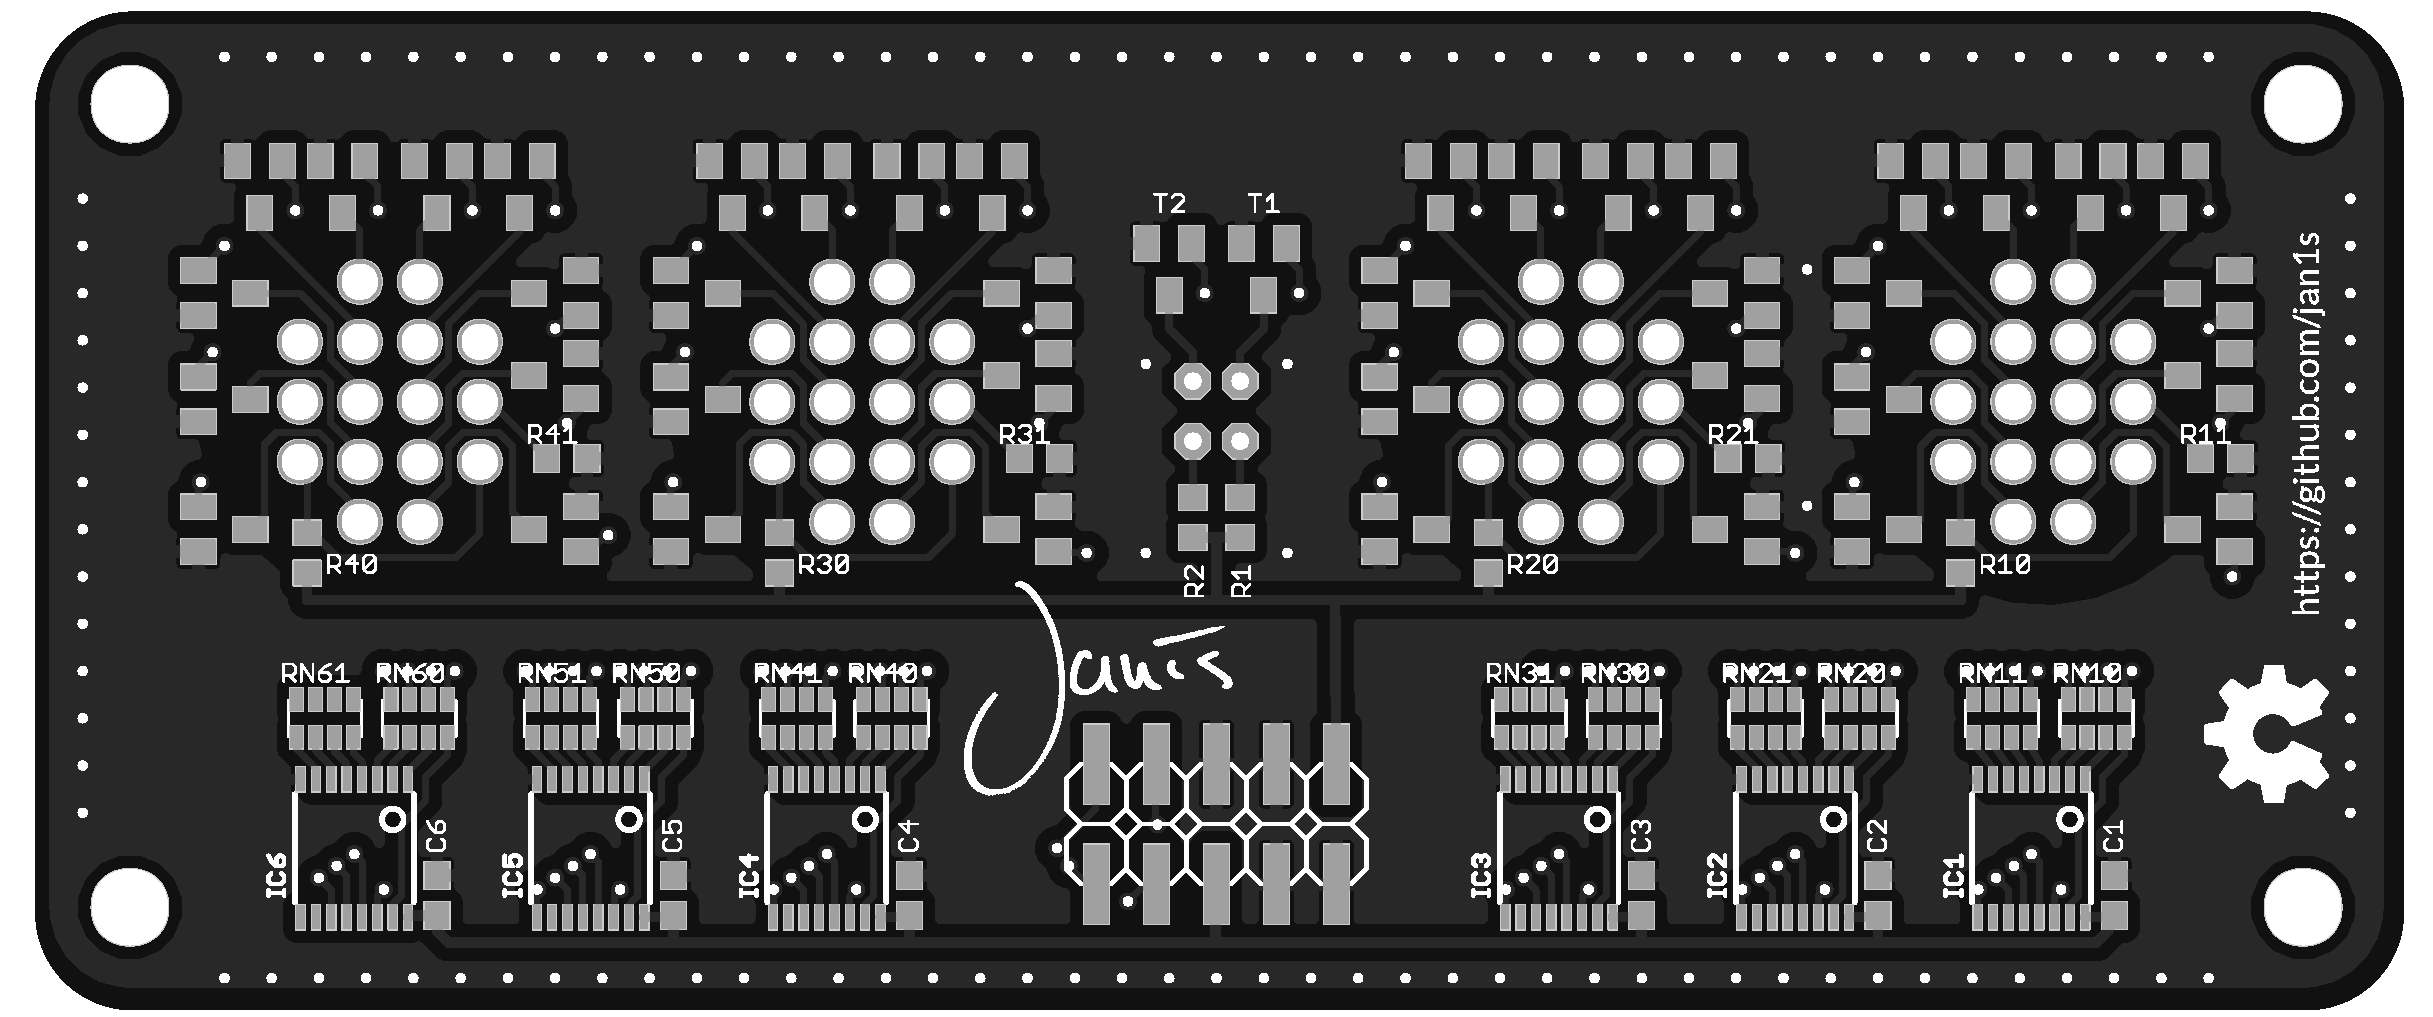 T2 T1
https://github.com/jan1s
R41 R31 R21 R11
R40 R30 R20 R10
R2 R1
Janis
RN61 RN60 RN51 RN50 RN41 RN40 RN31 RN30 RN21 RN20 RN11 RN10
IC6 C6 IC5 C5 IC4 C4 IC3 C3 IC2 C2 IC1 C1